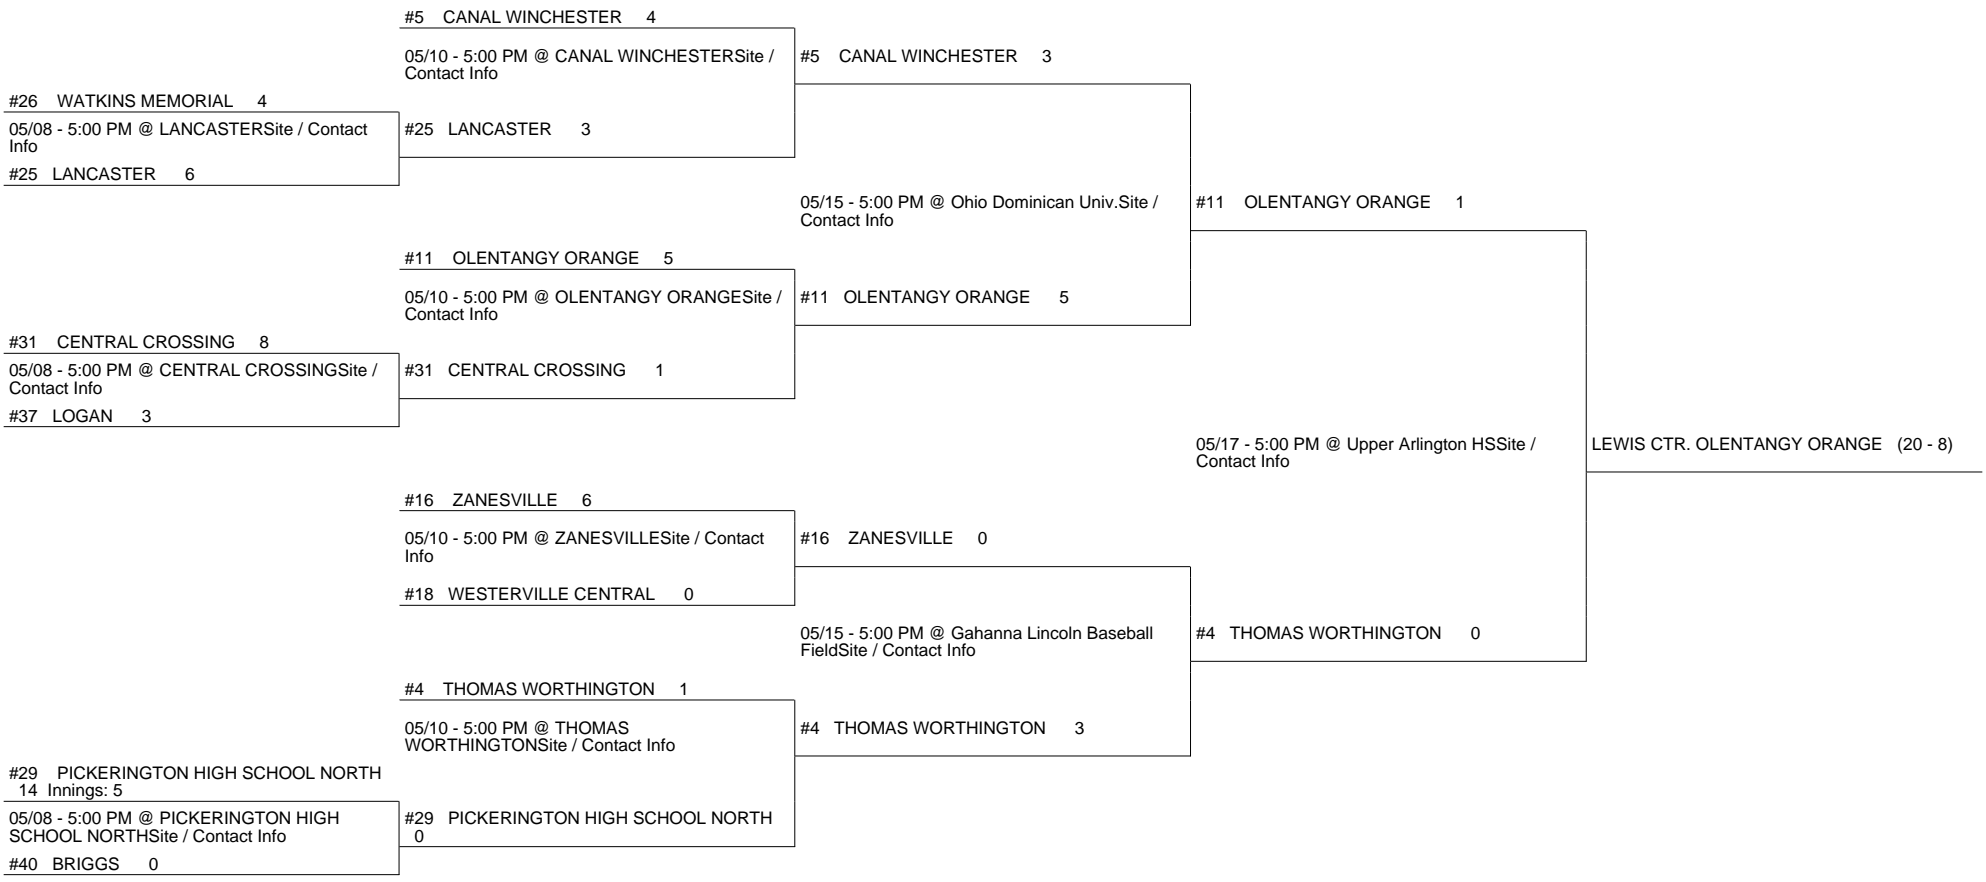 #5 CANAL WINCHESTER 4
05/10 - 5:00 PM @ CANAL WINCHESTERSite /
Contact Info
#5 CANAL WINCHESTER 3
#26 WATKINS MEMORIAL 4
05/08 - 5:00 PM @ LANCASTERSite / Contact
Info
#25 LANCASTER 3
#25 LANCASTER 6
05/15 - 5:00 PM @ Ohio Dominican Univ.Site /
Contact Info
#11 OLENTANGY ORANGE 1
#11 OLENTANGY ORANGE 5
05/10 - 5:00 PM @ OLENTANGY ORANGESite /
Contact Info
#11 OLENTANGY ORANGE 5
#31 CENTRAL CROSSING 8
05/08 - 5:00 PM @ CENTRAL CROSSINGSite /
Contact Info
#31 CENTRAL CROSSING 1
#37 LOGAN 3
05/17 - 5:00 PM @ Upper Arlington HSSite /
Contact Info
LEWIS CTR. OLENTANGY ORANGE (20 - 8)
#16 ZANESVILLE 6
05/10 - 5:00 PM @ ZANESVILLESite / Contact
Info
#16 ZANESVILLE 0
#18 WESTERVILLE CENTRAL 0
05/15 - 5:00 PM @ Gahanna Lincoln Baseball
FieldSite / Contact Info
#4 THOMAS WORTHINGTON 0
#4 THOMAS WORTHINGTON 1
05/10 - 5:00 PM @ THOMAS
WORTHINGTONSite / Contact Info
#4 THOMAS WORTHINGTON 3
#29 PICKERINGTON HIGH SCHOOL NORTH
14 Innings: 5
05/08 - 5:00 PM @ PICKERINGTON HIGH
SCHOOL NORTHSite / Contact Info
#29 PICKERINGTON HIGH SCHOOL NORTH
0
#40 BRIGGS 0